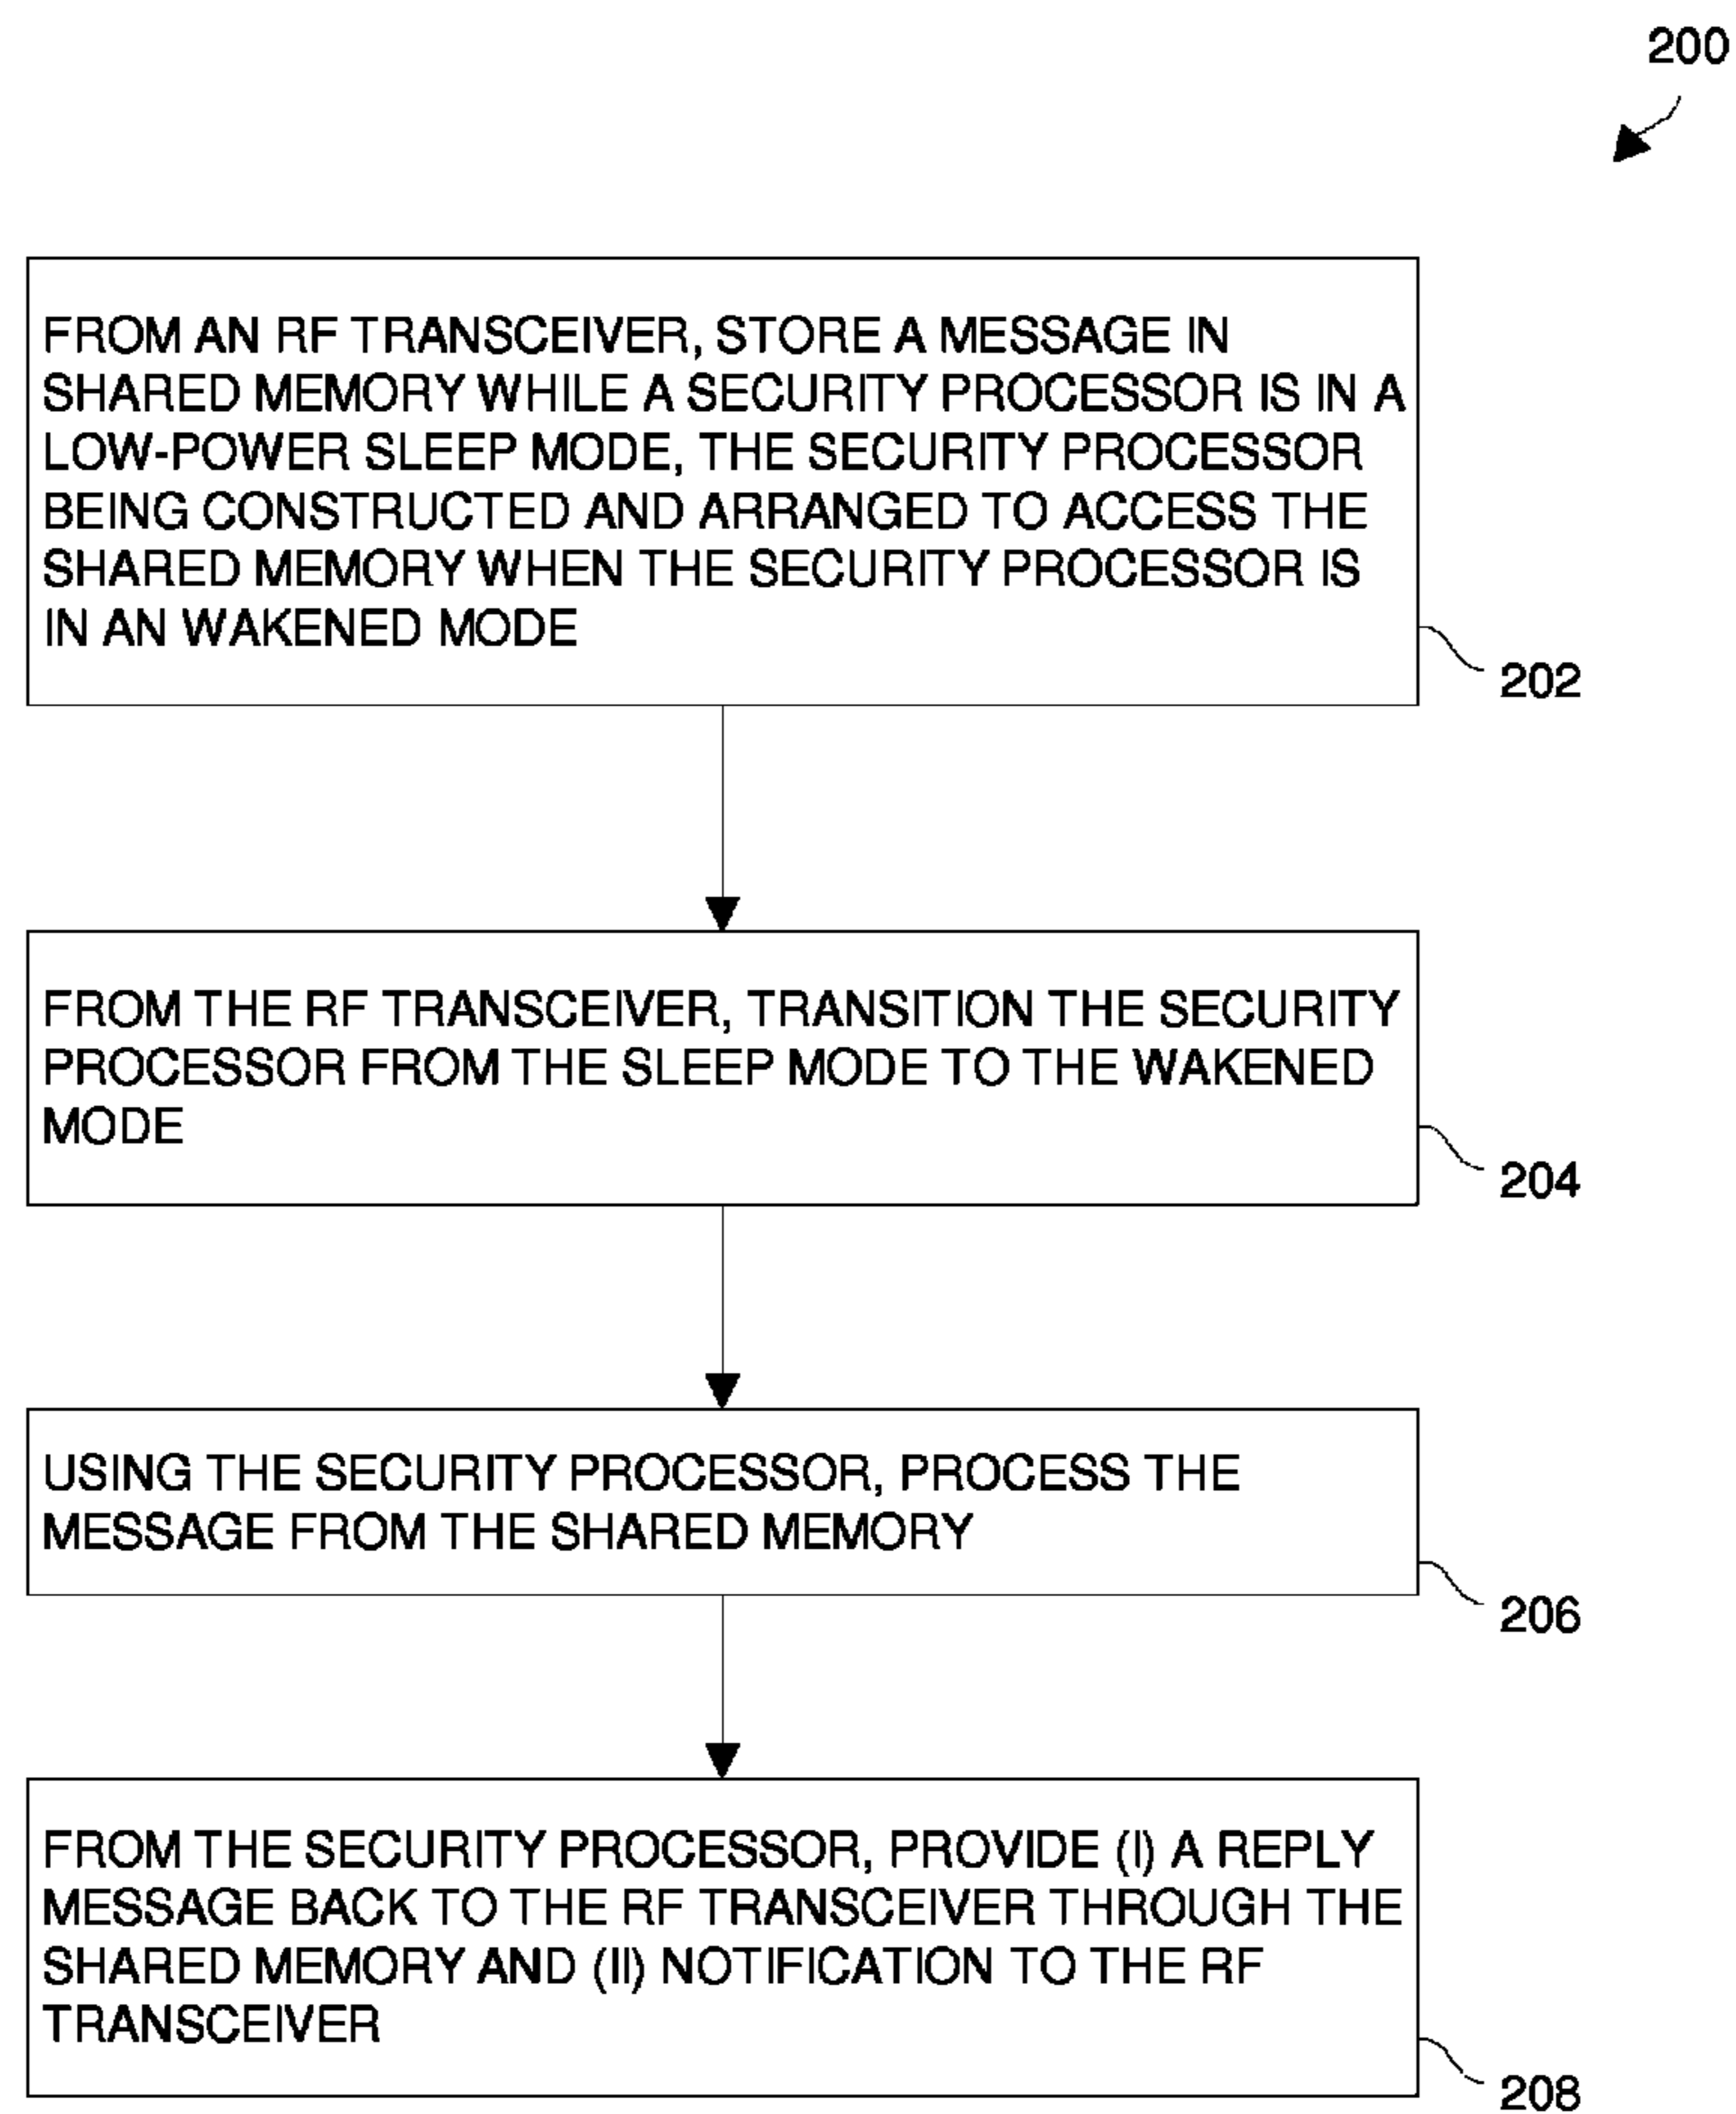 200
FROM AN RF TRANSCEIVER, STORE A MESSAGE IN
SHARED MEMORY WHILE A SECURITY PROCESSOR IS IN A
LOW-POWER SLEEP MODE, THE SECURITY PROCESSOR
BEING CONSTRUCTED AND ARRANGED TO ACCESS THE
SHARED MEMORY WHEN THE SECURITY PROCESSOR IS
IN AN WAKENED MODE
202
FROM THE RF TRANSCEIVER, TRANSITION THE SECURITY
PROCESSOR FROM THE SLEEP MODE TO THE WAKENED
MODE
204
USING THE SECURITY PROCESSOR, PROCESS THE
MESSAGE FROM THE SHARED MEMORY
206
FROM THE SECURITY PROCESSOR, PROVIDE (I) A REPLY
MESSAGE BACK TO THE RF TRANSCEIVER THROUGH THE
SHARED MEMORY AND (II) NOTIFICATION TO THE RF
TRANSCEIVER
208